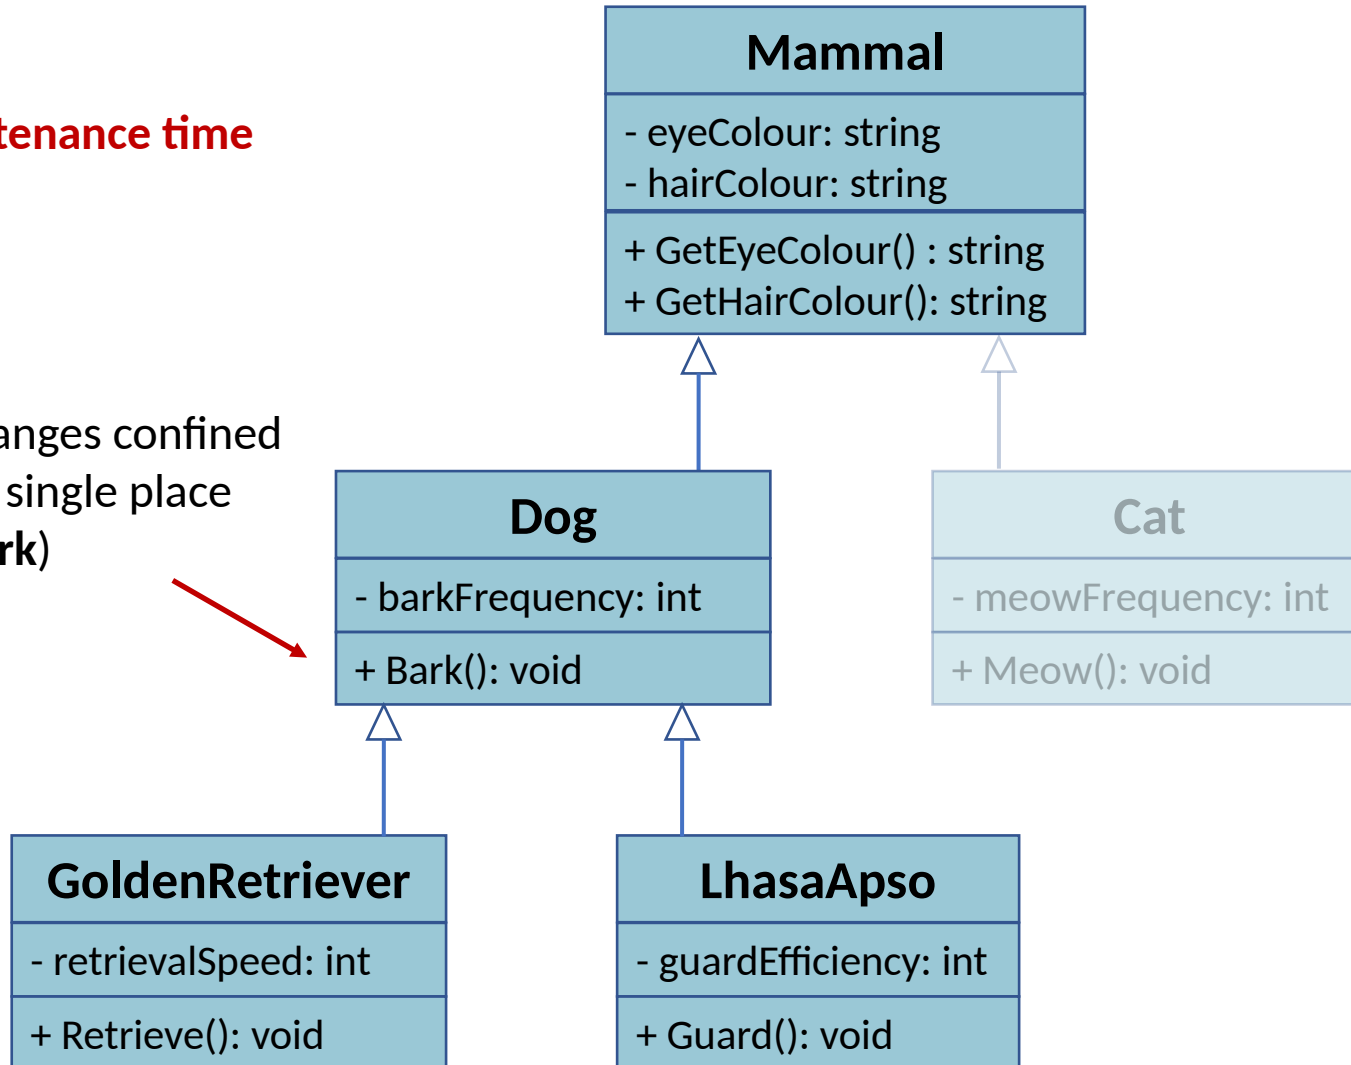 Mammal
- eyeColour: string
- hairColour: string
+ GetEyeColour() : string
+ GetHairColour(): string
tenance time
anges confined
single place
rk)
Dog
- barkFrequency: int
+ Bark(): void
Cat
- meowFrequency: int
+ Meow(): void
GoldenRetriever
- retrievalSpeed: int
+ Retrieve(): void
LhasaApso
- guardEfficiency: int
+ Guard(): void